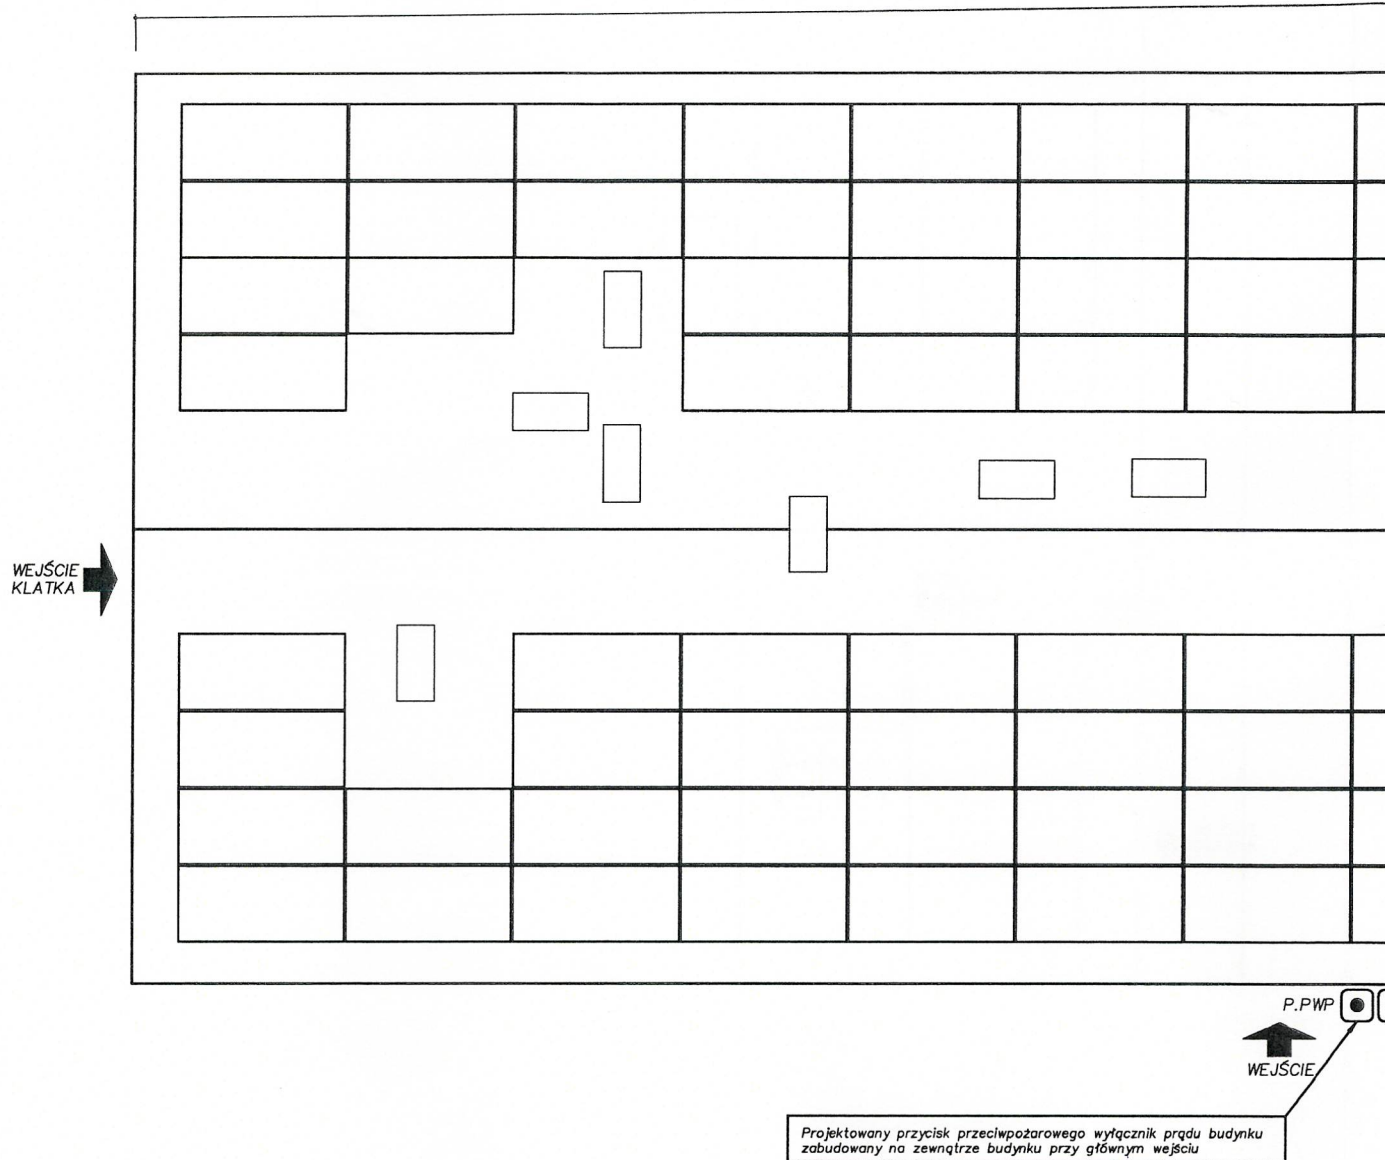 WEJŚCIE
KLATKA
P.PWP
WEJŚCIE
Projektowany przycisk przeciwpożarowego wyłącznik prądu budynku
zabudowany na zewnątrze budynku przy głównym wejściu